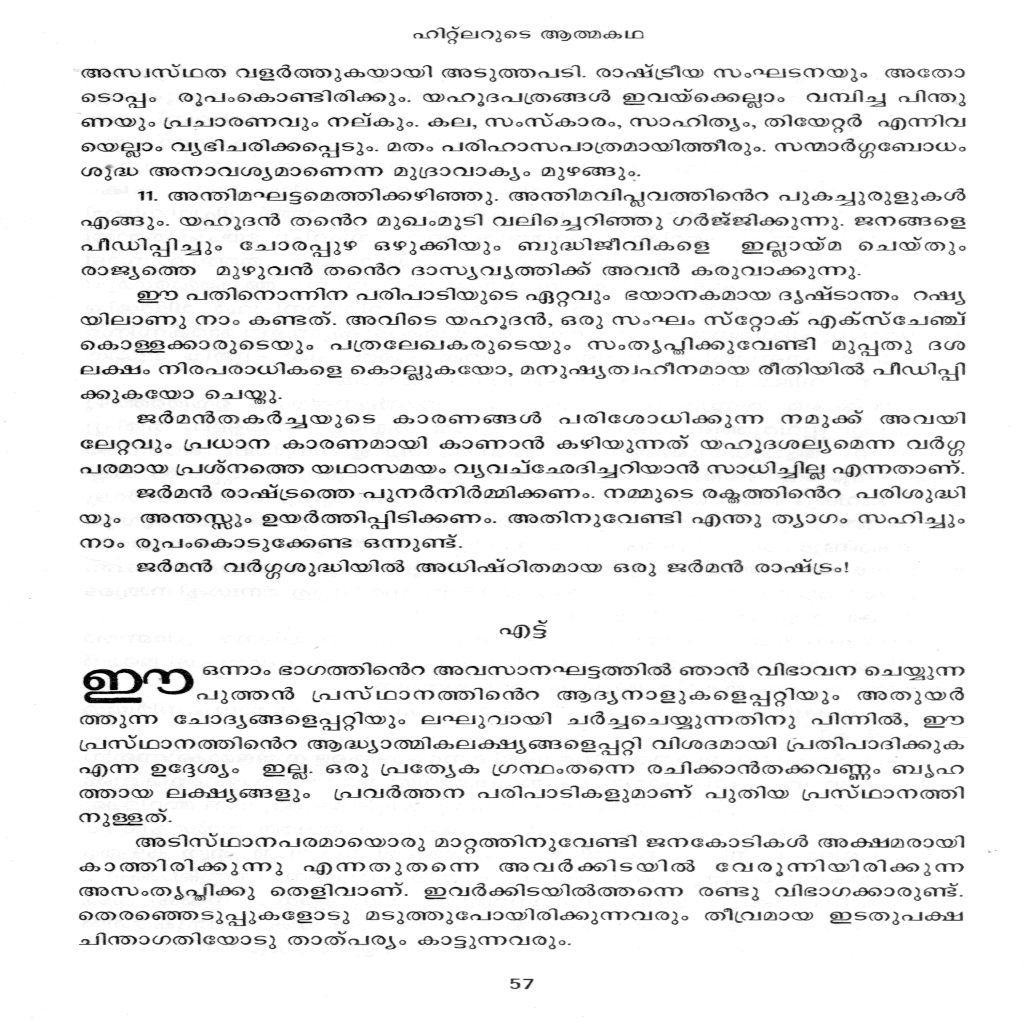 ഹിറ്റ്ലറുടെ ആത്മകഥ
അസ്വസ്ഥത വളർത്തുകയായി അടുത്തപടി. രാഷ്ട്രീയ സംഘടനയും അതോ
ടൊപ്പം രൂപംകൊണ്ടിരിക്കും. യഹൂദപത്രങ്ങൾ ഇവയ്ക്കെല്ലാം വമ്പിച്ച പിന്തു
ണയും പ്രചാരണവും നല്കും. കല, സംസ്കാരം, സാഹിത്യം, തിയേറ്റർ എന്നിവ
യെല്ലാം വ്യഭിചരിക്കപ്പെടും. മതം പരിഹാസപാത്രമായിത്തീരും. സന്മാർഗ്ഗബോധം
ശുദ്ധ അനാവശ്യമാണെന്ന മുദ്രാവാക്യം മുഴങ്ങും.
11. അന്തിമഘട്ടമെത്തിക്കഴിഞ്ഞു. അന്തിമവിപ്ലവത്തിന്റെ പുകച്ചുരുളുകൾ
എങ്ങും. യഹൂദൻ തന്റെ മുഖംമൂടി വലിച്ചെറിഞ്ഞു ഗർജ്ജിക്കുന്നു. ജനങ്ങളെ
പീഡിപ്പിച്ചും ചോരപ്പുഴ ഒഴുക്കിയും ബുദ്ധിജീവികളെ ഇല്ലായ്മ ചെയ്തും
രാജ്യത്തെ മുഴുവൻ തന്റെ ദാസ്യവൃത്തിക്ക് അവൻ കരുവാക്കുന്നു.
ഈ പതിനൊന്നിന പരിപാടിയുടെ ഏറ്റവും ഭയാനകമായ ദൃഷ്ടാന്തം റഷ്യ
യിലാണു നാം കണ്ടത്. അവിടെ യഹൂദൻ, ഒരു സംഘം സ്റ്റോക് എക്സ്ചേഞ്ച്
കൊള്ളക്കാരുടെയും പത്രലേഖകരുടെയും സംതൃപ്തിക്കുവേണ്ടി മുപ്പതു ദശ
ലക്ഷം നിരപരാധികളെ കൊല്ലുകയോ, മനുഷ്യത്വഹീനമായ രീതിയിൽ പീഡിപ്പി
ക്കുകയോ ചെയ്തു.
ജർമൻതകർച്ചയുടെ കാരണങ്ങൾ പരിശോധിക്കുന്ന നമുക്ക് അവയി
ലേറ്റവും പ്രധാന കാരണമായി കാണാൻ കഴിയുന്നത് യഹൂദശല്യമെന്ന വർഗ്ഗ
പരമായ പ്രശ്നത്തെ യഥാസമയം വ്യവച്ഛേദിച്ചറിയാൻ സാധിച്ചില്ല എന്നതാണ്.
ജർമൻ രാഷ്ട്രത്തെ പുനർനിർമ്മിക്കണം. നമ്മുടെ രക്തത്തിന്റെ പരിശുദ്ധി
യും അന്തസ്സും ഉയർത്തിപ്പിടിക്കണം. അതിനുവേണ്ടി എന്തു ത്യാഗം സഹിച്ചും
നാം രൂപംകൊടുക്കേണ്ട ഒന്നുണ്ട്.
ജർമൻ വർഗ്ഗശുദ്ധിയിൽ അധിഷ്ഠിതമായ ഒരു ജർമൻ രാഷ്ട്രം!
എട്ട്
ഈ ഒന്നാം ഭാഗത്തിന്റെ അവസാനഘട്ടത്തിൽ ഞാൻ വിഭാവന ചെയ്യുന്ന
പുത്തൻ പ്രസ്ഥാനത്തിന്റെ ആദ്യനാളുകളെപ്പറ്റിയും അതുയർ
ത്തുന്ന ചോദ്യങ്ങളെപ്പറ്റിയും ലഘുവായി ചർച്ചചെയ്യുന്നതിനു പിന്നിൽ, ഈ
പ്രസ്ഥാനത്തിന്റെ ആദ്ധ്യാത്മികലക്ഷ്യങ്ങളെപ്പറ്റി വിശദമായി പ്രതിപാദിക്കുക
എന്ന ഉദ്ദേശ്യം ഇല്ല. ഒരു പ്രത്യേക ഗ്രന്ഥംതന്നെ രചിക്കാൻതക്കവണ്ണം ബൃഹ
ത്തായ ലക്ഷ്യങ്ങളും പ്രവർത്തന പരിപാടികളുമാണ് പുതിയ പ്രസ്ഥാനത്തി
നുള്ളത്.
അടിസ്ഥാനപരമായൊരു മാറ്റത്തിനുവേണ്ടി ജനകോടികൾ അക്ഷമരായി
കാത്തിരിക്കുന്നു എന്നതുതന്നെ അവർക്കിടയിൽ വേരൂന്നിയിരിക്കുന്ന
അസംതൃപ്തിക്കു തെളിവാണ്. ഇവർക്കിടയിൽത്തന്നെ രണ്ടു വിഭാഗക്കാരുണ്ട്.
തെരഞ്ഞെടുപ്പുകളോടു മടുത്തുപോയിരിക്കുന്നവരും തീവ്രമായ ഇടതുപക്ഷ
ചിന്താഗതിയോടു താത്പര്യം കാട്ടുന്നവരും.
57